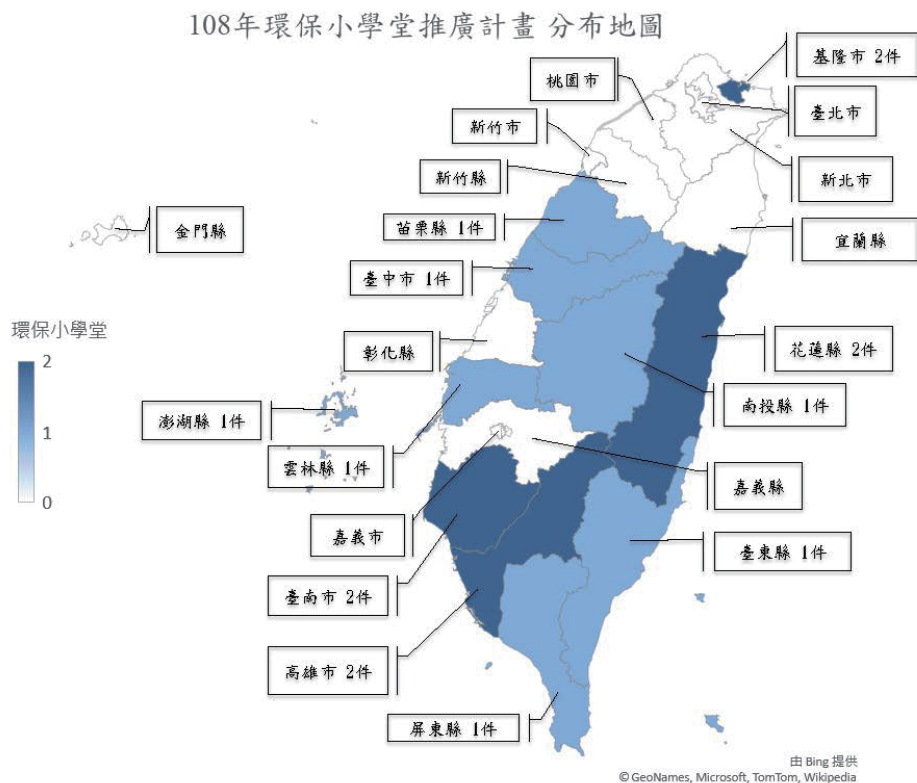 108年環保小學堂推廣計畫 分布地圖
基隆市 2件
桃園市
臺北市
新竹市
新竹縣
新北市
苗栗縣 1件
金門縣
宜蘭縣
臺中市 1件
環保小學堂
2
1
0
彰化縣
花蓮縣 2件
澎湖縣 1件
南投縣 1件
雲林縣 1件
嘉義縣
嘉義市
臺東縣 1件
臺南市 2件
高雄市 2件
屏東縣 1件
由 Bing 提供
© GeoNames, Microsoft, TomTom, Wikipedia